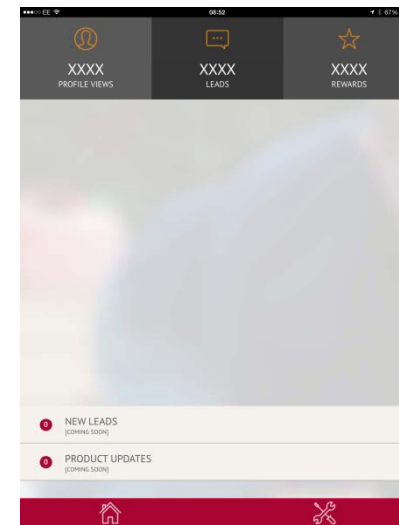 EE
08:52
67%
XXXX
PROFILE VIEWS
XXXX
LEADS
XXXX
REWARDS
0
NEW LEADS
[COMING SOON]
0
PRODUCT UPDATES
[COMING SOON]